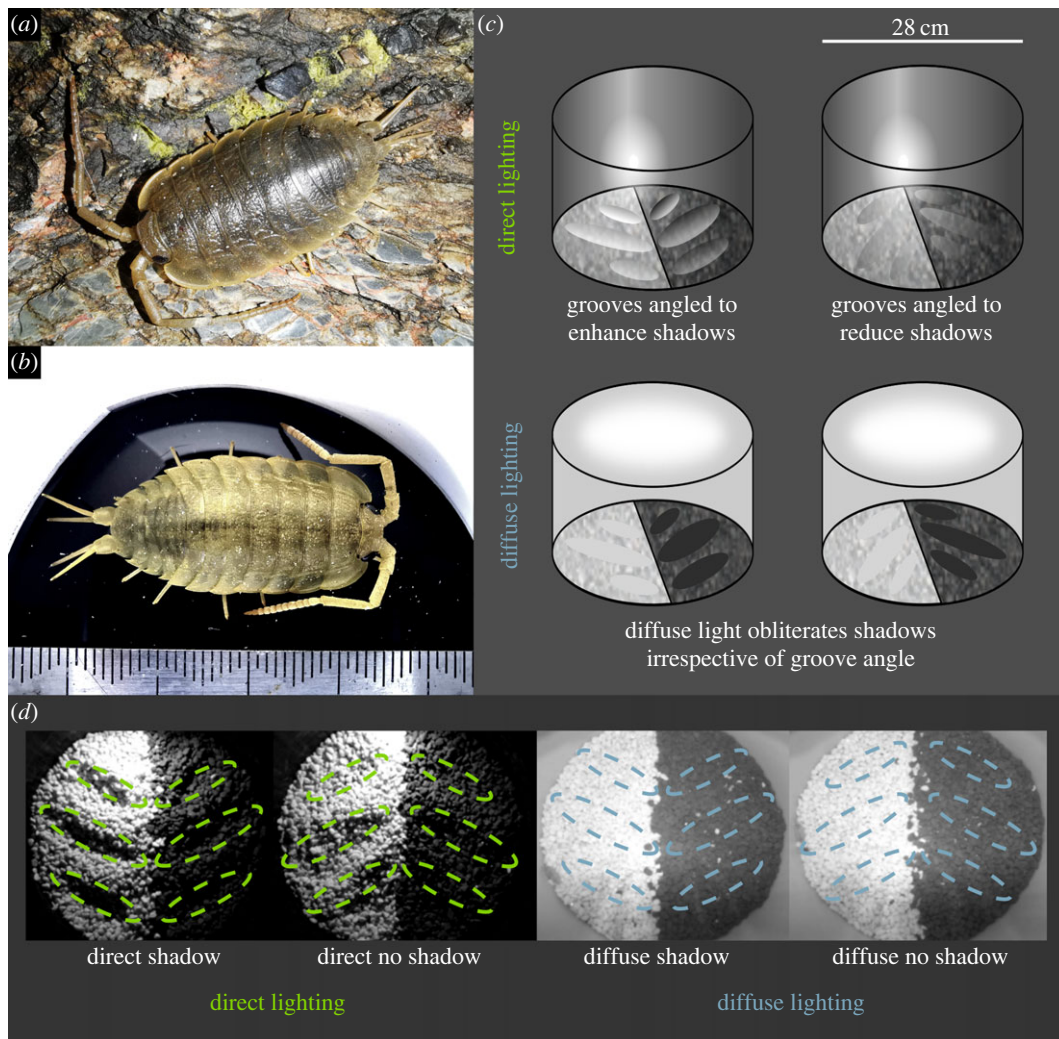 (a)
(c)
28 cm
direct lighting
grooves angled to
enhance shadows
grooves angled to
reduce shadows
(b)
diffuse lighting
diffuse light obliterates shadows
irrespective of groove angle
(d)
direct shadow
direct no shadow
diffuse shadow
diffuse no shadow
direct lighting
diffuse lighting